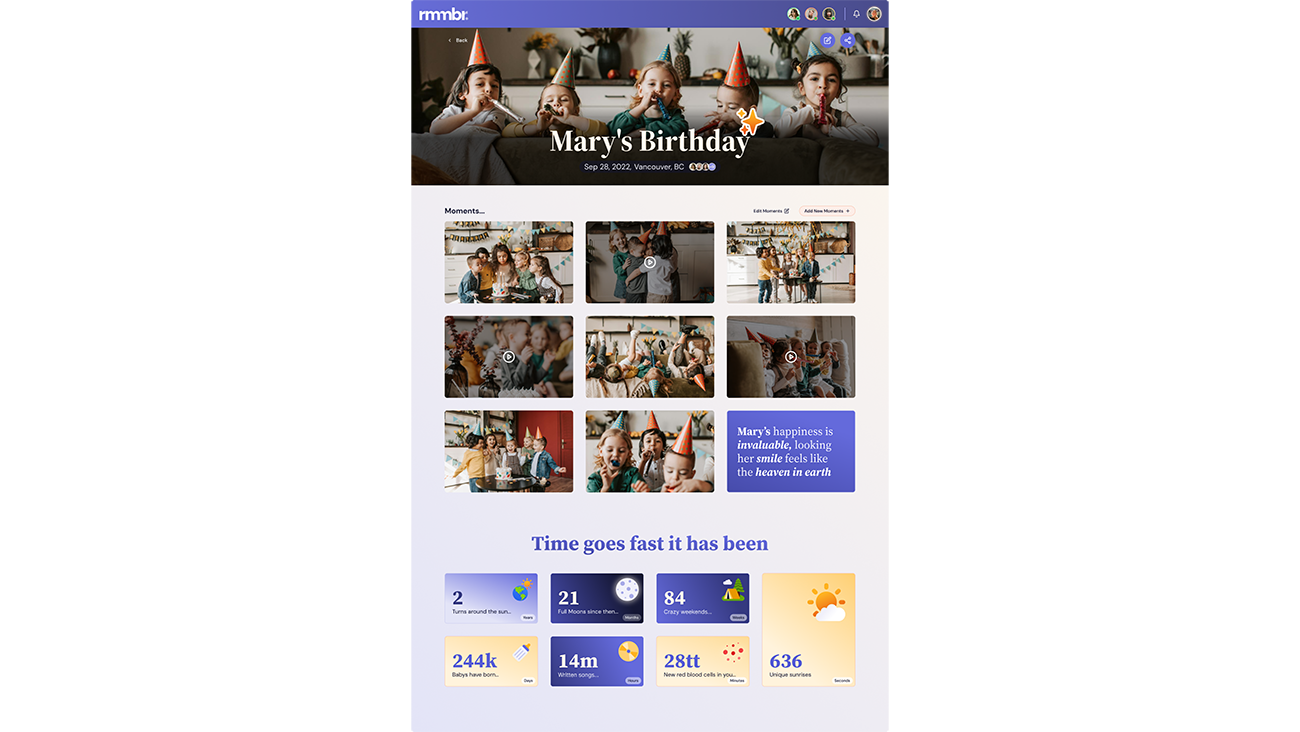 rmmbr:
Back
Mary's Birthday
Sep 28, 2022, Vancouver, BC
Moments...
Edit Moments
Add New Moments +
Mary's happiness is
invaluable, looking
her smile feels like
the heaven in earth
Time goes fast it has been
2
Turns around the sun...
Years
21
Full Moons since then...
Months
84
Crazy weekends...
Weeks
636
Unique sunrises
Seconds
244k
Babys have born...
Days
14m
Written songs...
Hours
28tt
New red blood cells in you...
Minutes